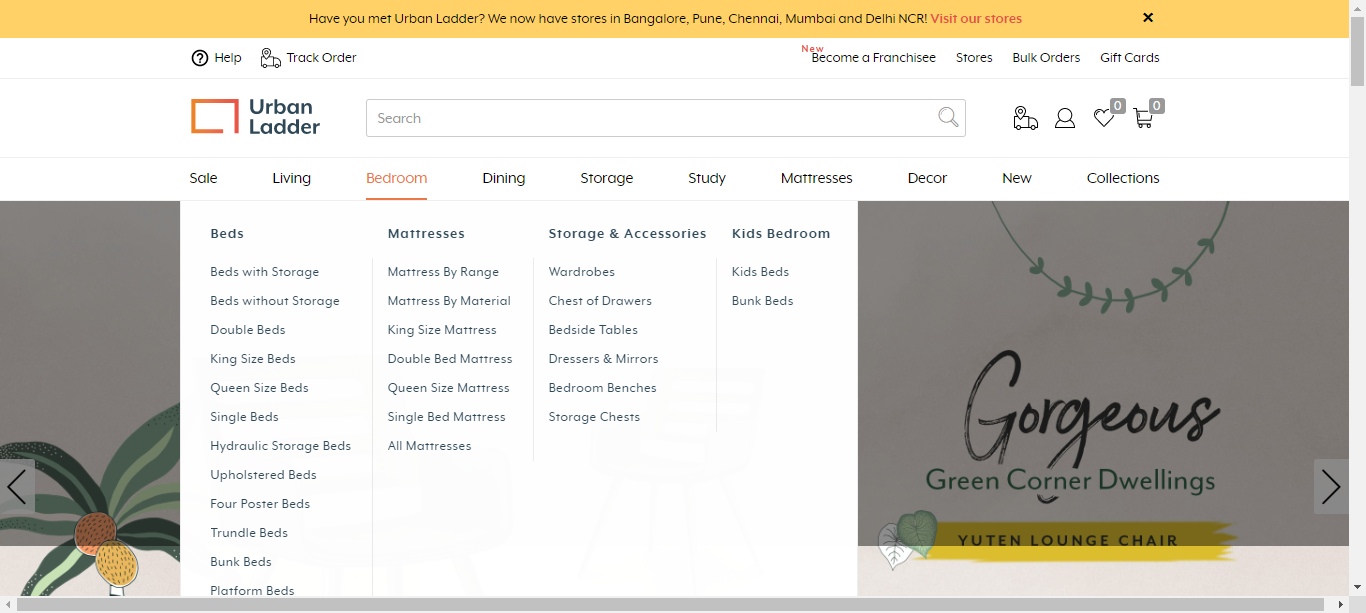 Have you met Urban Ladder? We now have stores in Bangalore, Pune, Chennai, Mumbai and Delhi NCR! Visit our stores
Help Track Order New Become a Franchisee Stores Bulk Orders Gift Cards
Urban
Ladder
Search
0 0
Sale Living Bedroom Dining Storage Study Mattresses Decor New Collections
Beds
Beds with Storage
Beds without Storage
Double Beds
King Size Beds
Queen Size Beds
Single Beds
Hydraulic Storage Beds
Upholstered Beds
Four Poster Beds
Trundle Beds
Bunk Beds
Platform Beds
Mattresses
Mattress By Range
Mattress By Material
King Size Mattress
Double Bed Mattress
Queen Size Mattress
Single Bed Mattress
All Mattresses
Storage & Accessories
Wardrobes
Chest of Drawers
Bedside Tables
Dressers & Mirrors
Bedroom Benches
Storage Chests
Kids Bedroom
Kids Beds
Bunk Beds
Gorgeous
Green Corner Dwellings
YUTEN LOUNGE CHAIR